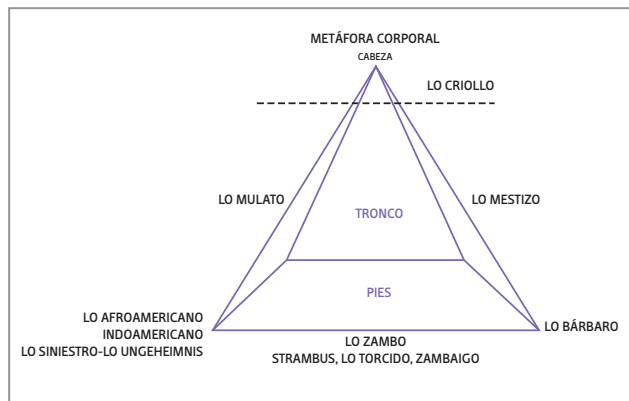 METÁFORA CORPORAL
CABEZA
LO CRIOLLO
LO MULATO
LO MESTIZO
TRONCO
PIES
LO AFROAMERICANO
INDOAMERICANO
LO SINIESTRO-LO UNGEHEIMNIS
LO BÁRBARO
LO ZAMBO
STRAMBUS, LO TORCIDO, ZAMBAIGO